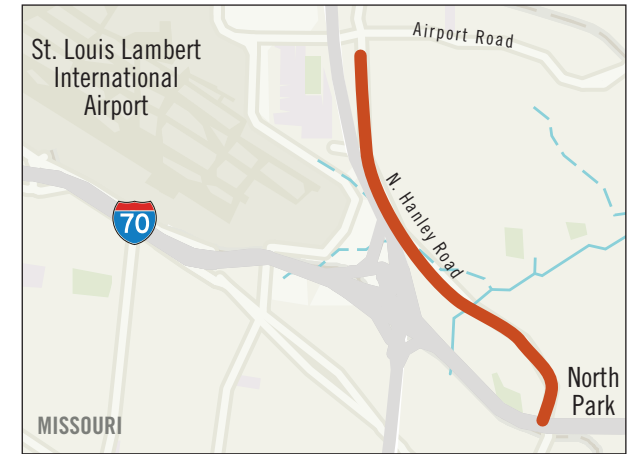 St. Louis Lambert
International
Airport
Airport Road
70
N. Hanley Road
North
Park
MISSOURI